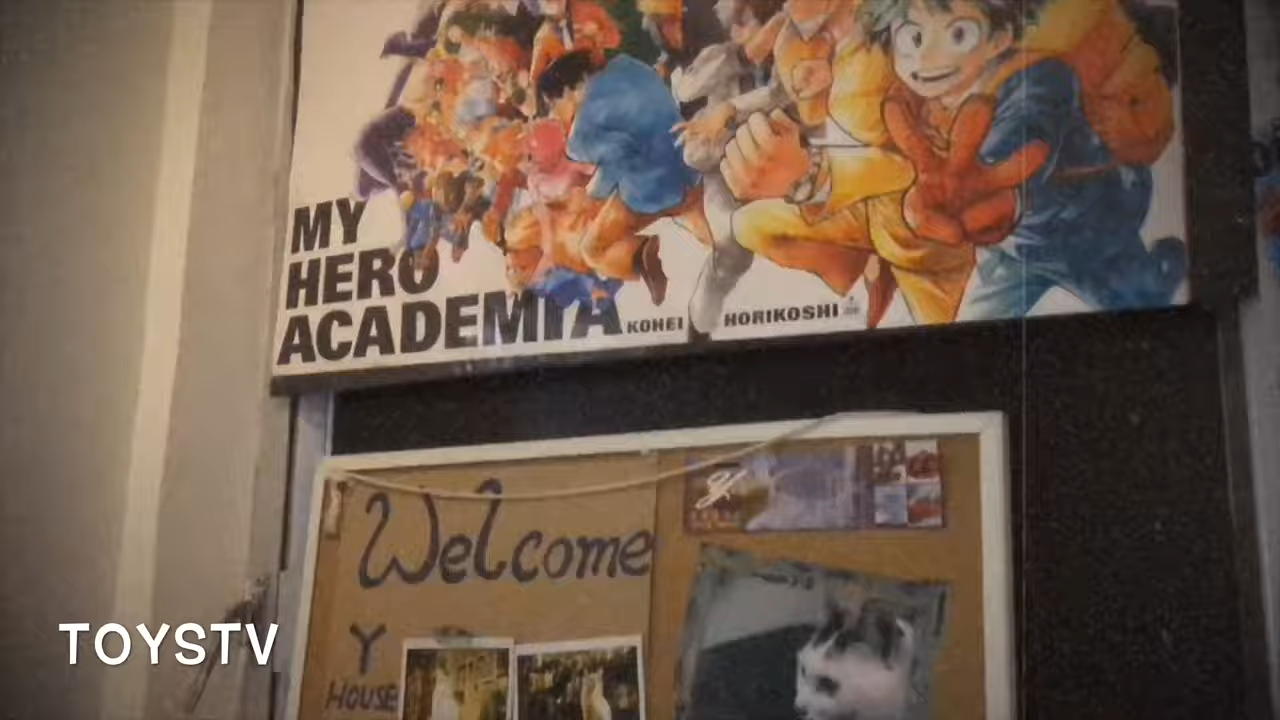 MY
HERO
ACADEMIA
KOHEI HORIKOSHI
Welcome
Y
HOUSE
TOYSTV